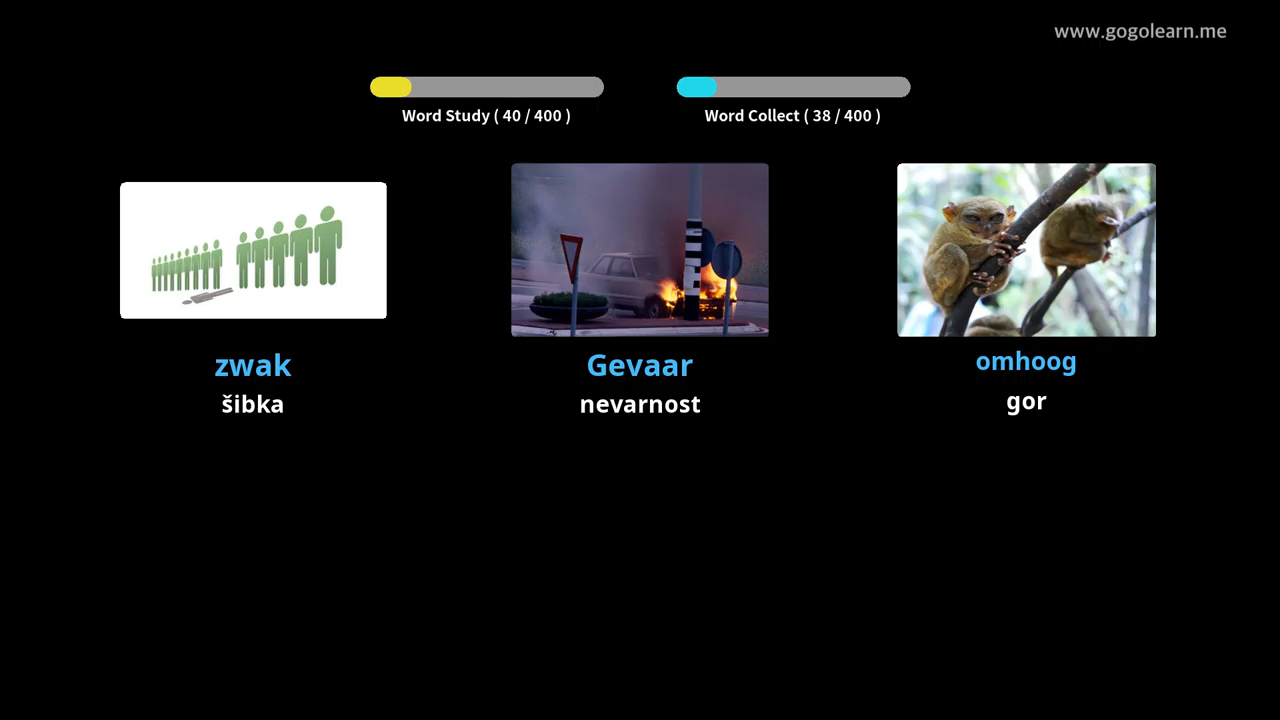 www.gogolearn.me
Word Study ( 40 / 400 )
Word Collect ( 38 / 400 )
zwak
šibka
Gevaar
nevarnost
omhoog
gor